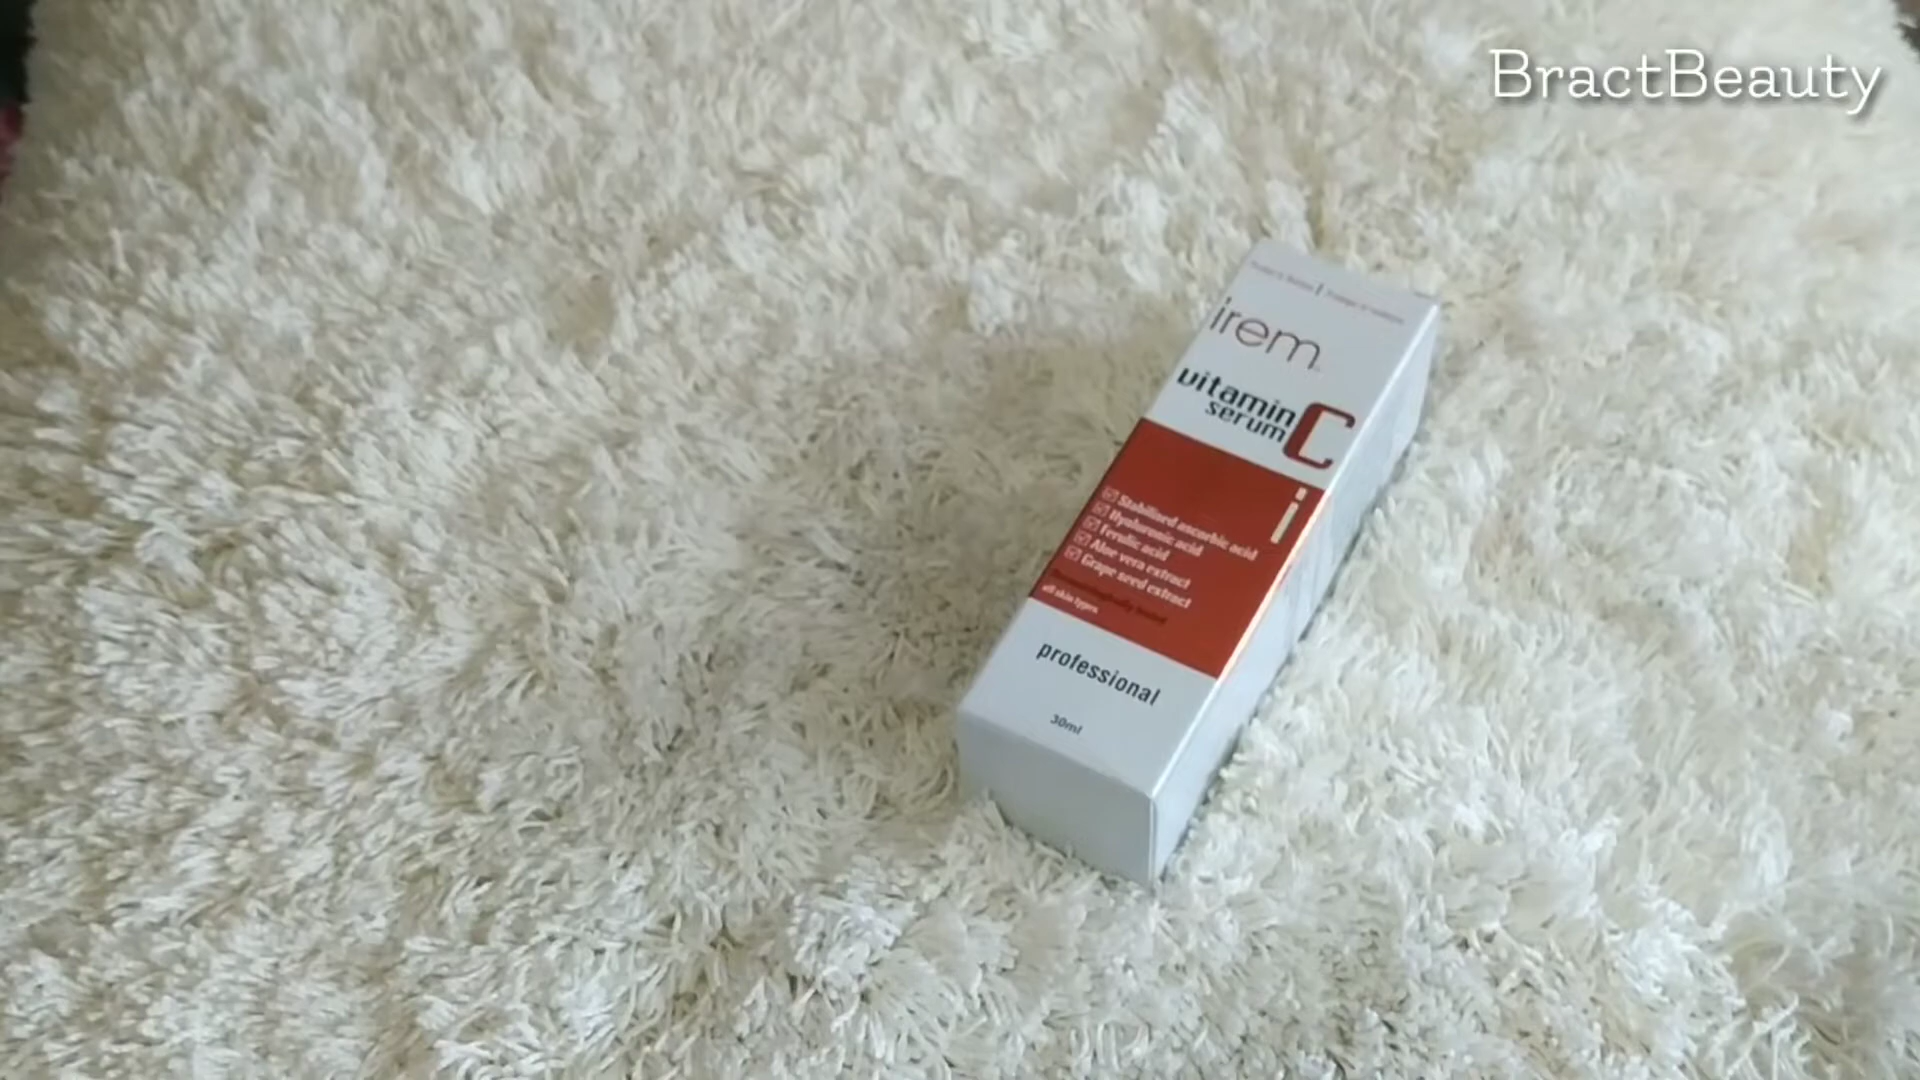 BractBeauty
irem
vitamin C
serum
i
Stabilised ascorbic acid
Hyaluronic acid
Ferulic acid
Aloe vera extract
Grape seed extract
all skin types
professional
30ml